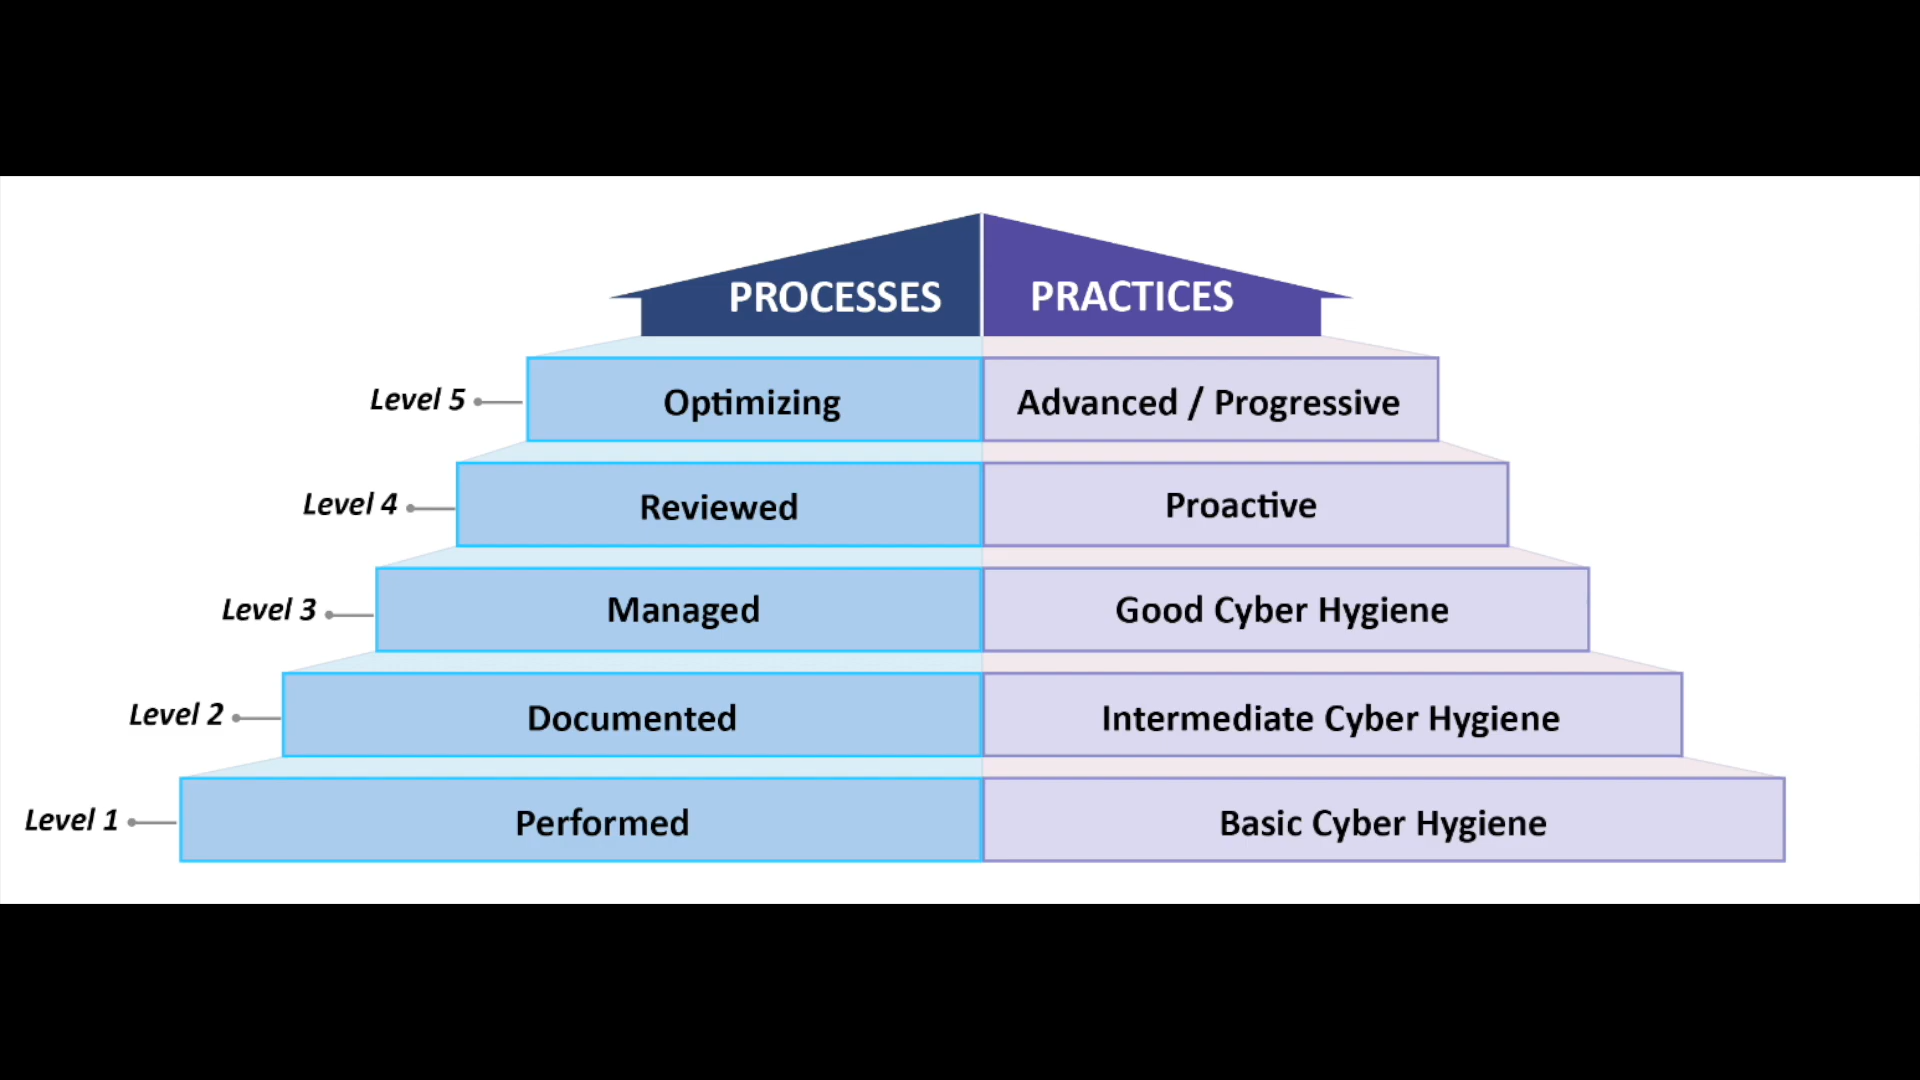 PROCESSES PRACTICES
Level 5 Optimizing Advanced / Progressive
Level 4 Reviewed Proactive
Level 3 Managed Good Cyber Hygiene
Level 2 Documented Intermediate Cyber Hygiene
Level 1 Performed Basic Cyber Hygiene